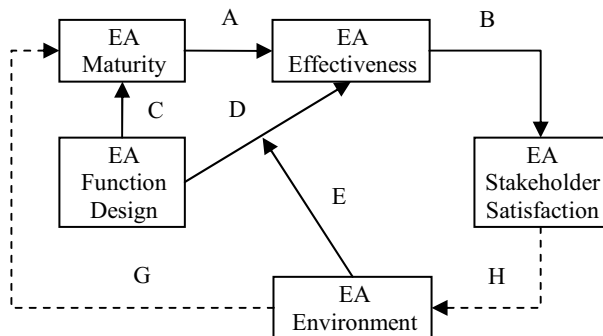 A
B
EA
Maturity
EA
Effectiveness
C
D
EA
Function
Design
EA
Stakeholder
Satisfaction
E
G
H
EA
Environment